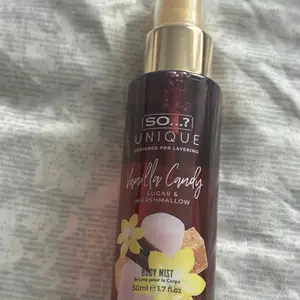 SO...?
UNIQUE
DESIGNED FOR LAYERING
Vanilla Candy
SUGAR &
MARSHMALLOW
BODY MIST
Brume pour le Corps
50ml e 1.7 fl.oz